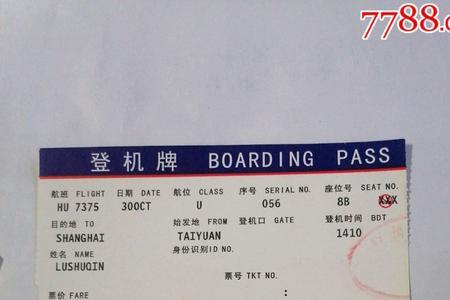 7788.c
登机牌 BOARDING PASS
航班 FLIGHT 日期 DATE 航位 CLASS 序号 SERIAL NO. 座位号 SEAT NO.
HU 7375 30OCT U 056 8B XXX
目的地 TO 始发地 FROM 登机口 GATE 登机时间 BDT
SHANGHAI TAIYUAN 1410
姓名 NAME 身份识别ID NO.
LUSHUQIN
票号 TKT NO.
票价 FARE